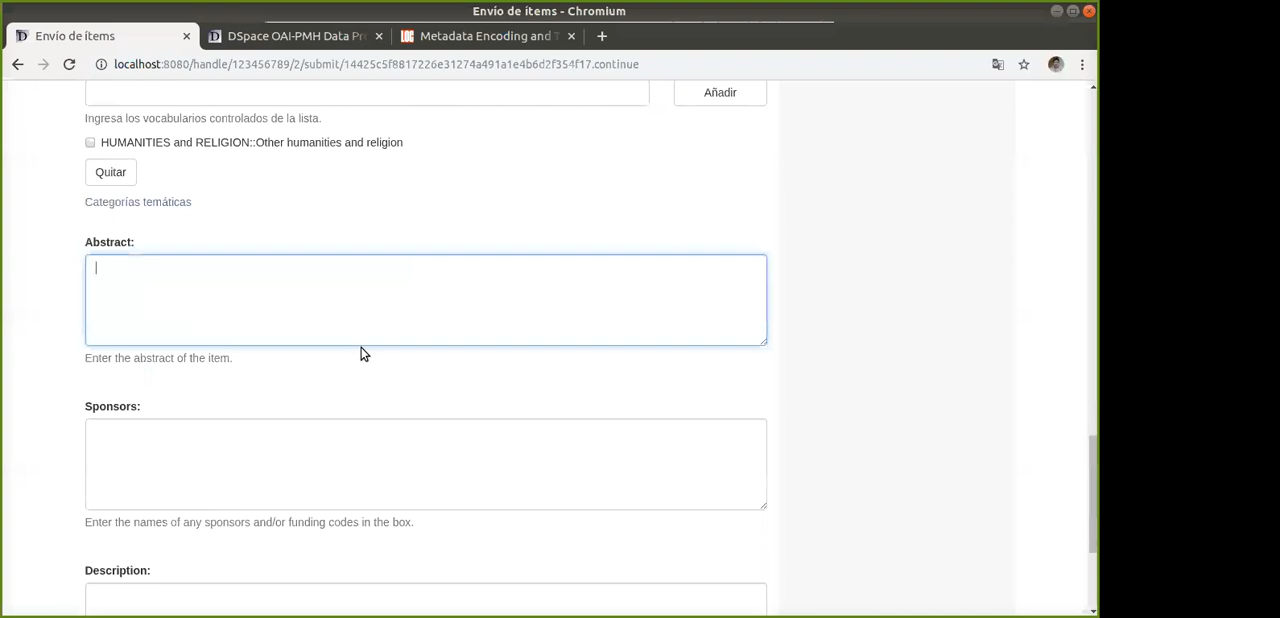 Envío de ítems - Chromium
Envío de ítems
DSpace OAI-PMH Data Pr
Metadata Encoding and T
localhost:8080/handle/123456789/2/submit/14425c5f8817226e31274a491a1e4b6d2f354f17.continue
Añadir
Ingresa los vocabularios controlados de la lista.
HUMANITIES and RELIGION::Other humanities and religion
Quitar
Categorías temáticas
Abstract:
Enter the abstract of the item.
Sponsors:
Enter the names of any sponsors and/or funding codes in the box.
Description: